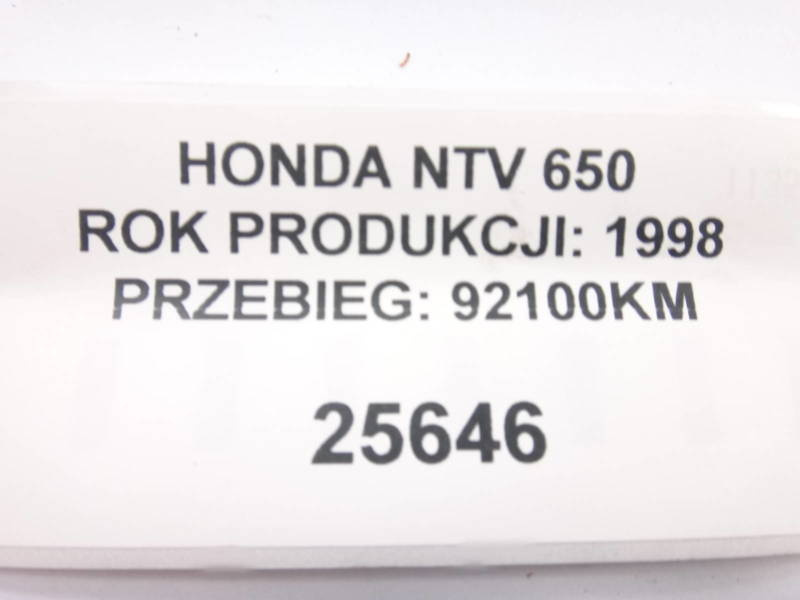 HONDA NTV 650
ROK PRODUKCJI: 1998
PRZEBIEG: 92100KM
25646